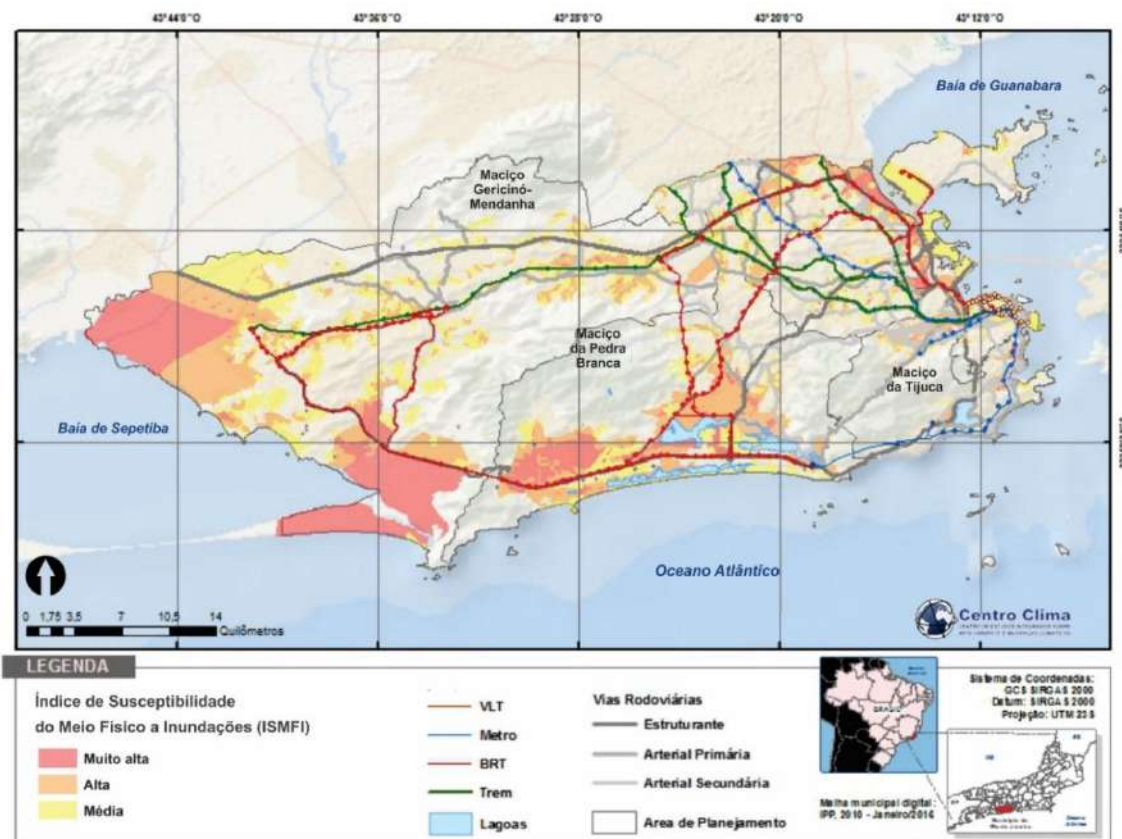 43°44'0"O 43°36'0"O 43°28'0"O 43°20'0"O 43°12'0"O
Baía de Guanabara
Maciço
Gericinó-
Mendanha
Maciço
da Pedra
Branca
Maciço
da Tijuca
Baía de Sepetiba
Oceano Atlântico
0 1,75 3,5 7 10,5 14
Quilômetros
Centro Clima
LEGENDA
Índice de Susceptibilidade
do Meio Físico a Inundações (ISMFI)
Muito alta
Alta
Média
VLT
Metro
BRT
Trem
Lagoas
Vias Rodoviárias
Estruturante
Arterial Primária
Arterial Secundária
Area de Planejamento
BRASIL
Sistema de Coordenadas:
GCS SIRGAS 2000
Datum: SIRGAS 2000
Projeção: UTM 23S
Malha municipal digital:
IPP, 2010 - Janeiro/2016